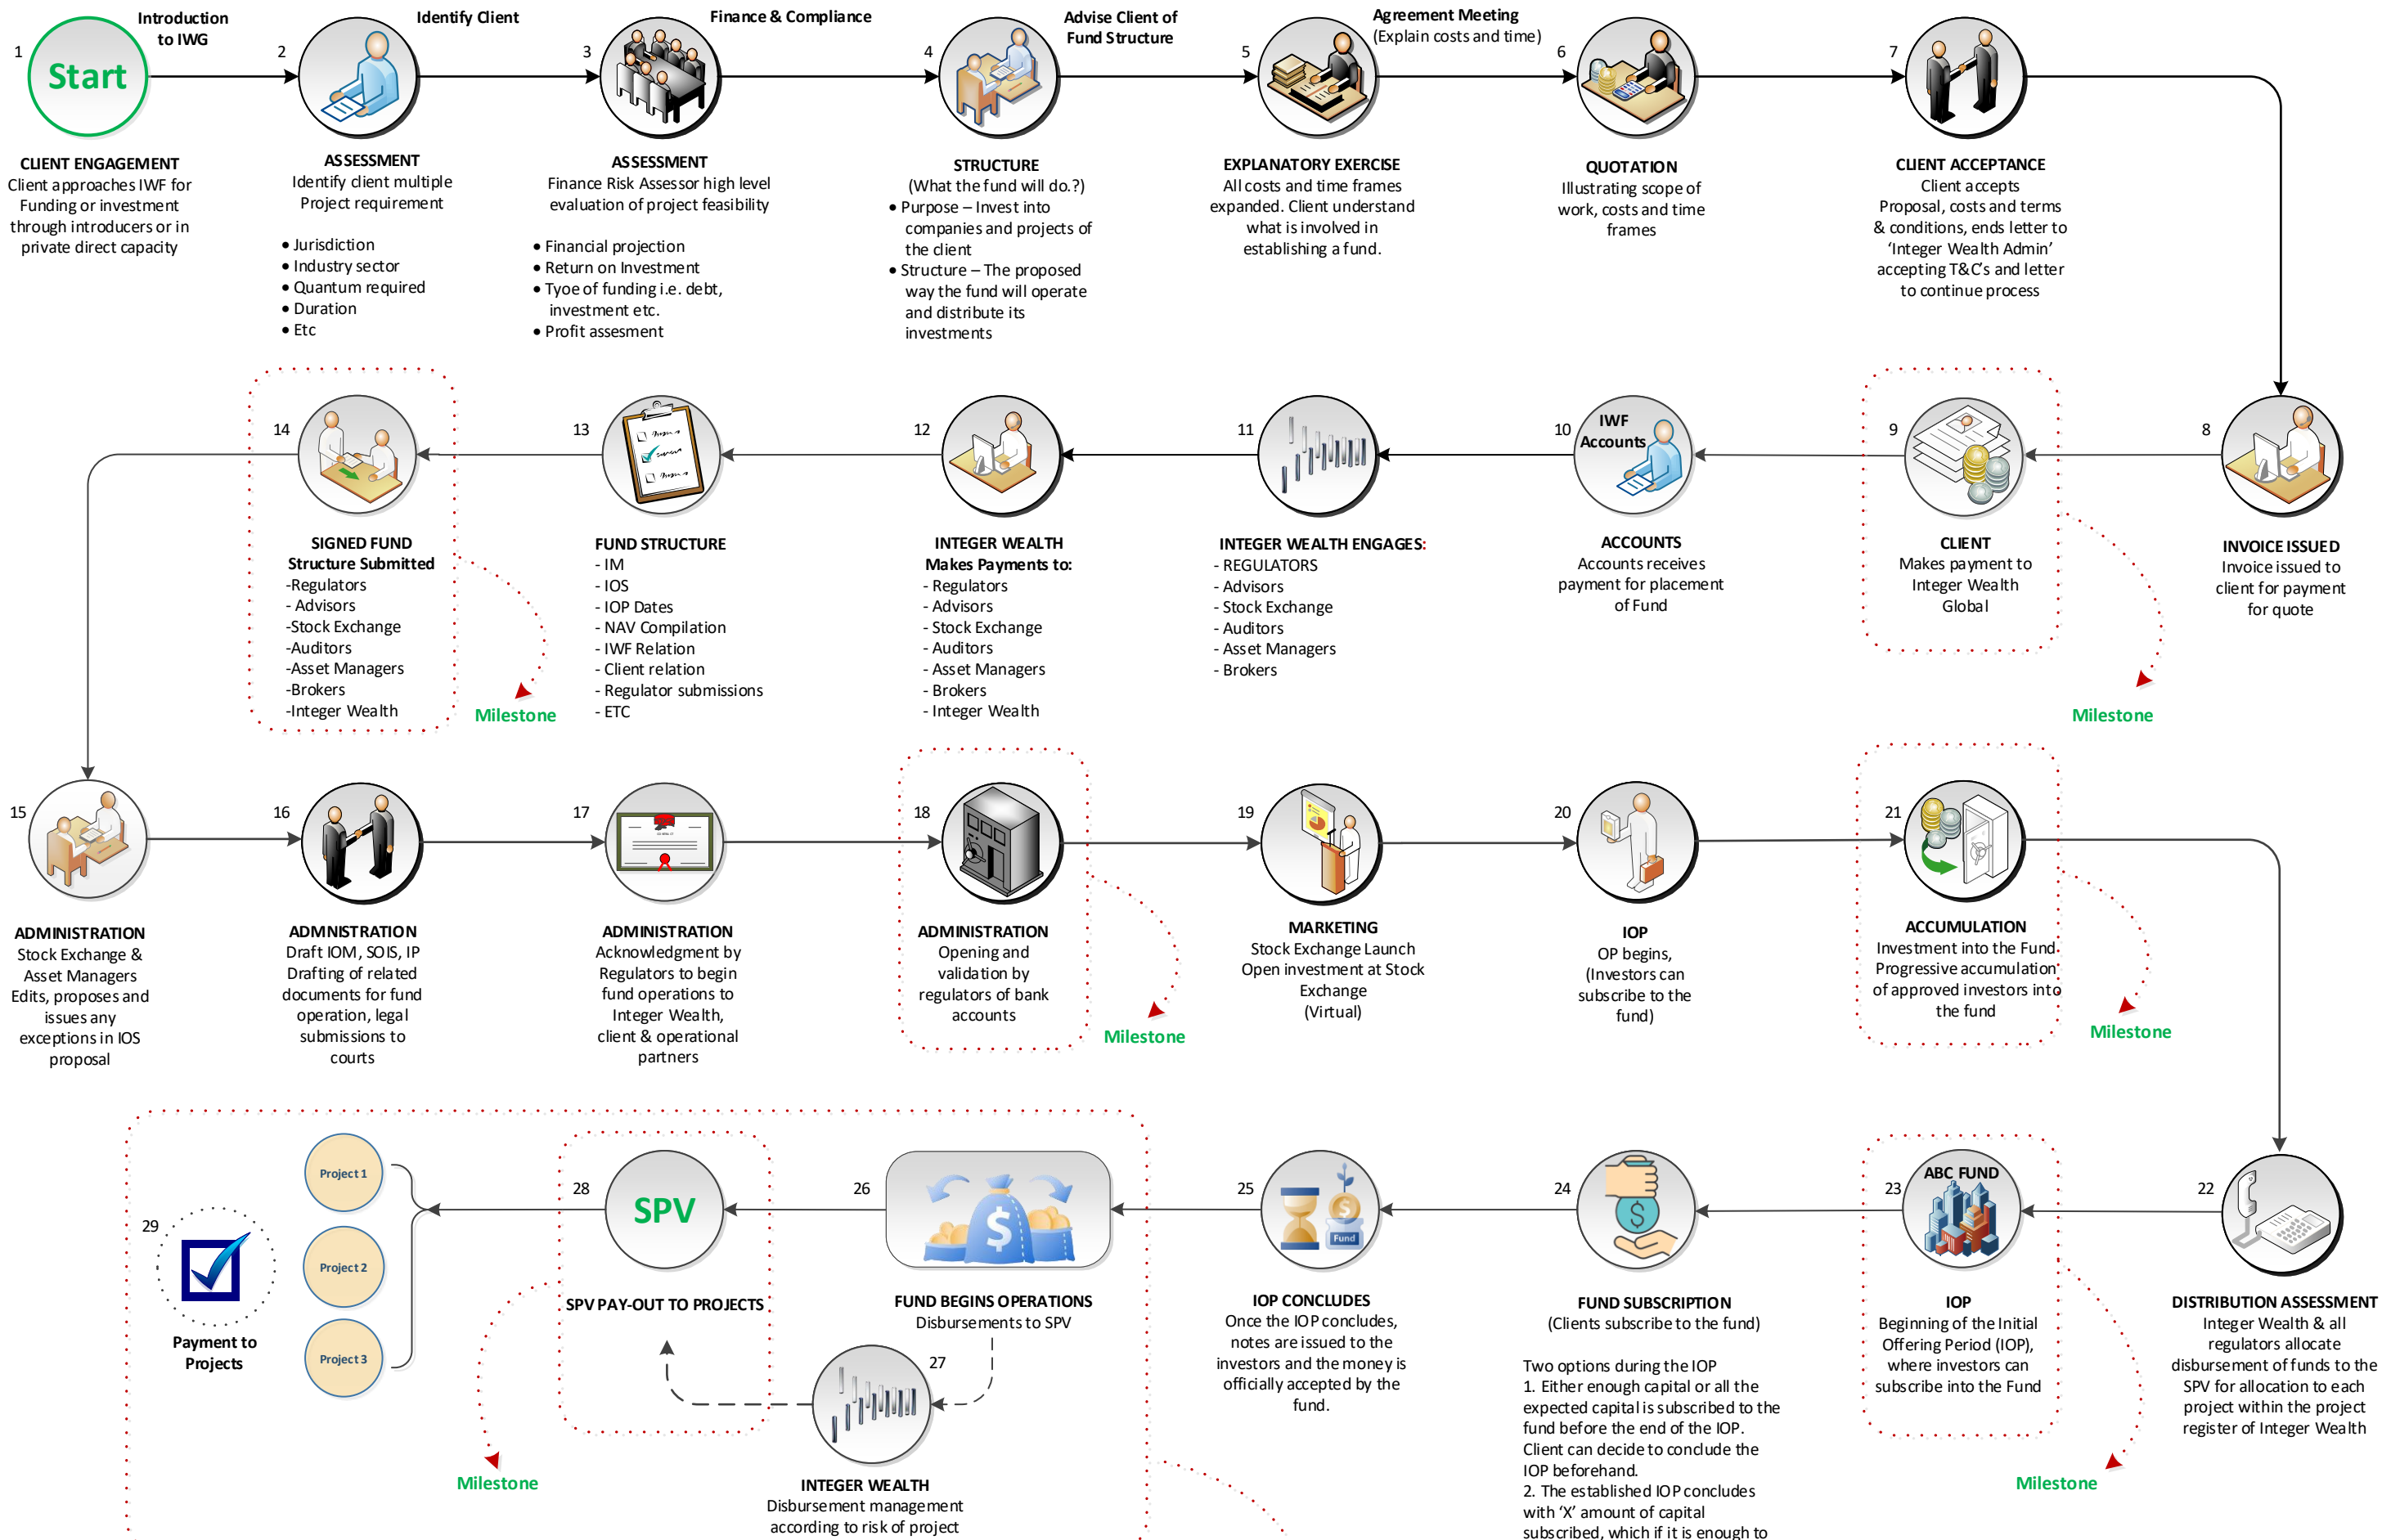 Introduction
to IWG
Identify Client
Finance & Compliance
Advise Client of
Fund Structure
Agreement Meeting
(Explain costs and time)
1
Start
CLIENT ENGAGEMENT
Client approaches IWF for
Funding or investment
through introducers or in
private direct capacity
2
ASSESSMENT
Identify client multiple
Project requirement
• Jurisdiction
• Industry sector
• Quantum required
• Duration
• Etc
3
ASSESSMENT
Finance Risk Assessor high level
evaluation of project feasibility
• Financial projection
• Return on Investment
• Tyoe of funding i.e. debt,
investment etc.
• Profit assesment
4
STRUCTURE
(What the fund will do.?)
• Purpose – Invest into
companies and projects of
the client
• Structure – The proposed
way the fund will operate
and distribute its
investments
5
EXPLANATORY EXERCISE
All costs and time frames
expanded. Client understand
what is involved in
establishing a fund.
6
QUOTATION
Illustrating scope of
work, costs and time
frames
7
CLIENT ACCEPTANCE
Client accepts
Proposal, costs and terms
& conditions, ends letter to
‘Integer Wealth Admin’
accepting T&C’s and letter
to continue process
8
INVOICE ISSUED
Invoice issued to
client for payment
for quote
9
CLIENT
Makes payment to
Integer Wealth
Global
Milestone
10
IWF
Accounts
ACCOUNTS
Accounts receives
payment for placement
of Fund
11
INTEGER WEALTH ENGAGES:
- REGULATORS
- Advisors
- Stock Exchange
- Auditors
- Asset Managers
- Brokers
12
INTEGER WEALTH
Makes Payments to:
- Regulators
- Advisors
- Stock Exchange
- Auditors
- Asset Managers
- Brokers
- Integer Wealth
13
FUND STRUCTURE
- IM
- IOS
- IOP Dates
- NAV Compilation
- IWF Relation
- Client relation
- Regulator submissions
- ETC
14
SIGNED FUND
Structure Submitted
-Regulators
- Advisors
-Stock Exchange
-Auditors
-Asset Managers
-Brokers
-Integer Wealth
Milestone
15
ADMINISTRATION
Stock Exchange &
Asset Managers
Edits, proposes and
issues any
exceptions in IOS
proposal
16
ADMNISTRATION
Draft IOM, SOIS, IP
Drafting of related
documents for fund
operation, legal
submissions to
courts
17
ADMINISTRATION
Acknowledgment by
Regulators to begin
fund operations to
Integer Wealth,
client & operational
partners
18
ADMINISTRATION
Opening and
validation by
regulators of bank
accounts
Milestone
19
MARKETING
Stock Exchange Launch
Open investment at Stock
Exchange
(Virtual)
20
IOP
OP begins,
(Investors can
subscribe to the
fund)
21
ACCUMULATION
Investment into the Fund
Progressive accumulation
of approved investors into
the fund
Milestone
22
DISTRIBUTION ASSESSMENT
Integer Wealth & all
regulators allocate
disbursement of funds to the
SPV for allocation to each
project within the project
register of Integer Wealth
23
ABC FUND
IOP
Beginning of the Initial
Offering Period (IOP),
where investors can
subscribe into the Fund
Milestone
24
$
FUND SUBSCRIPTION
(Clients subscribe to the fund)
Two options during the IOP
1. Either enough capital or all the
expected capital is subscribed to the
fund before the end of the IOP.
Client can decide to conclude the
IOP beforehand.
2. The established IOP concludes
with ‘X’ amount of capital
subscribed, which if it is enough to
25
$
Fund
IOP CONCLUDES
Once the IOP concludes,
notes are issued to the
investors and the money is
officially accepted by the
fund.
26
$
FUND BEGINS OPERATIONS
Disbursements to SPV
27
INTEGER WEALTH
Disbursement management
according to risk of project
28
SPV
SPV PAY-OUT TO PROJECTS
Milestone
Project 1
Project 2
Project 3
29
Payment to
Projects